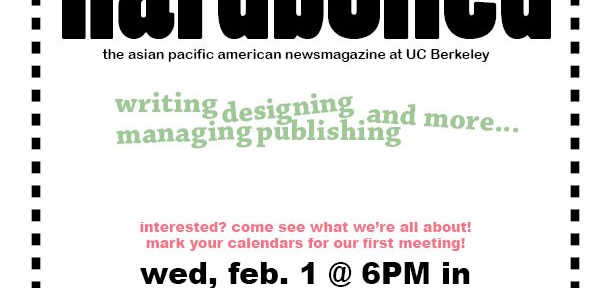 hardboiled
the asian pacific american newsmagazine at UC Berkeley
writing designing and more...
managing publishing
interested? come see what we're all about!
mark your calendars for our first meeting!
wed, feb. 1 @ 6PM in